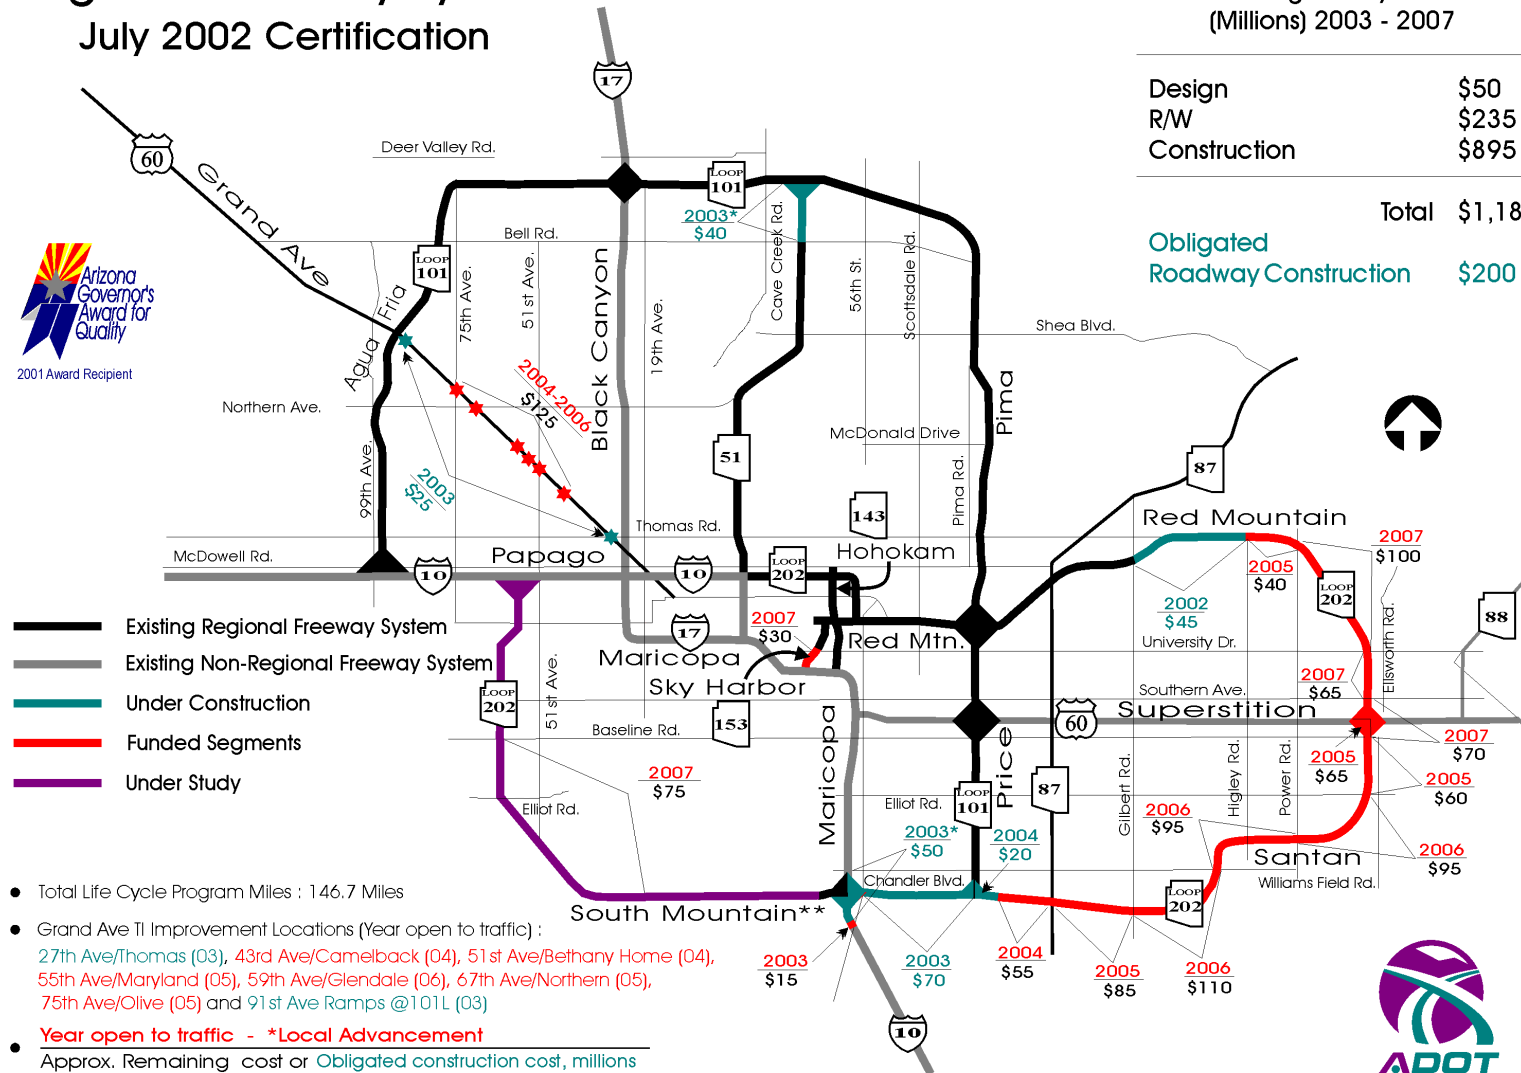 July 2002 Certification
(Millions) 2003 - 2007
Design $50
R/W $235
Construction $895
Total $1,18
Obligated
Roadway Construction $200
17
60
Grand Ave
Deer Valley Rd.
LOOP
101
2003*
$40
Bell Rd.
LOOP
101
Agua Fria
75th Ave.
51st Ave.
Black Canyon
19th Ave.
Cave Creek Rd.
56th St.
Scottsdale Rd.
Shea Blvd.
Pima
Arizona
Governor's
Award for
Quality
2001 Award Recipient
Northern Ave.
2004-2006
$125
McDonald Drive
51
87
99th Ave.
2003
$25
Pima Rd.
143
Thomas Rd.
Hohokam
Red Mountain
McDowell Rd.
Papago
10
10
LOOP
202
2007
$100
2005
$40
LOOP
202
2002
$45
88
2007
$30
17
Red Mtn.
University Dr.
Ellsworth Rd.
Maricopa
Sky Harbor
153
2007
$65
Southern Ave.
60
Superstition
LOOP
202
51st Ave.
Baseline Rd.
Maricopa
Price
2007
$70
2005
$65
2005
$60
Existing Regional Freeway System
Existing Non-Regional Freeway System
Under Construction
Funded Segments
Under Study
2007
$75
Elliot Rd.
Elliot Rd.
LOOP
101
87
Gilbert Rd.
Higley Rd.
Power Rd.
2006
$95
2003*
$50
2004
$20
2006
$95
Santan
Chandler Blvd.
Williams Field Rd.
LOOP
202
South Mountain**
2003
$15
2003
$70
2004
$55
2005
$85
2006
$110
10
Total Life Cycle Program Miles : 146.7 Miles
Grand Ave TI Improvement Locations (Year open to traffic) :
27th Ave/Thomas (03), 43rd Ave/Camelback (04), 51st Ave/Bethany Home (04),
55th Ave/Maryland (05), 59th Ave/Glendale (06), 67th Ave/Northern (05),
75th Ave/Olive (05) and 91st Ave Ramps @101L (03)
Year open to traffic - *Local Advancement
Approx. Remaining cost or Obligated construction cost, millions
ADOT